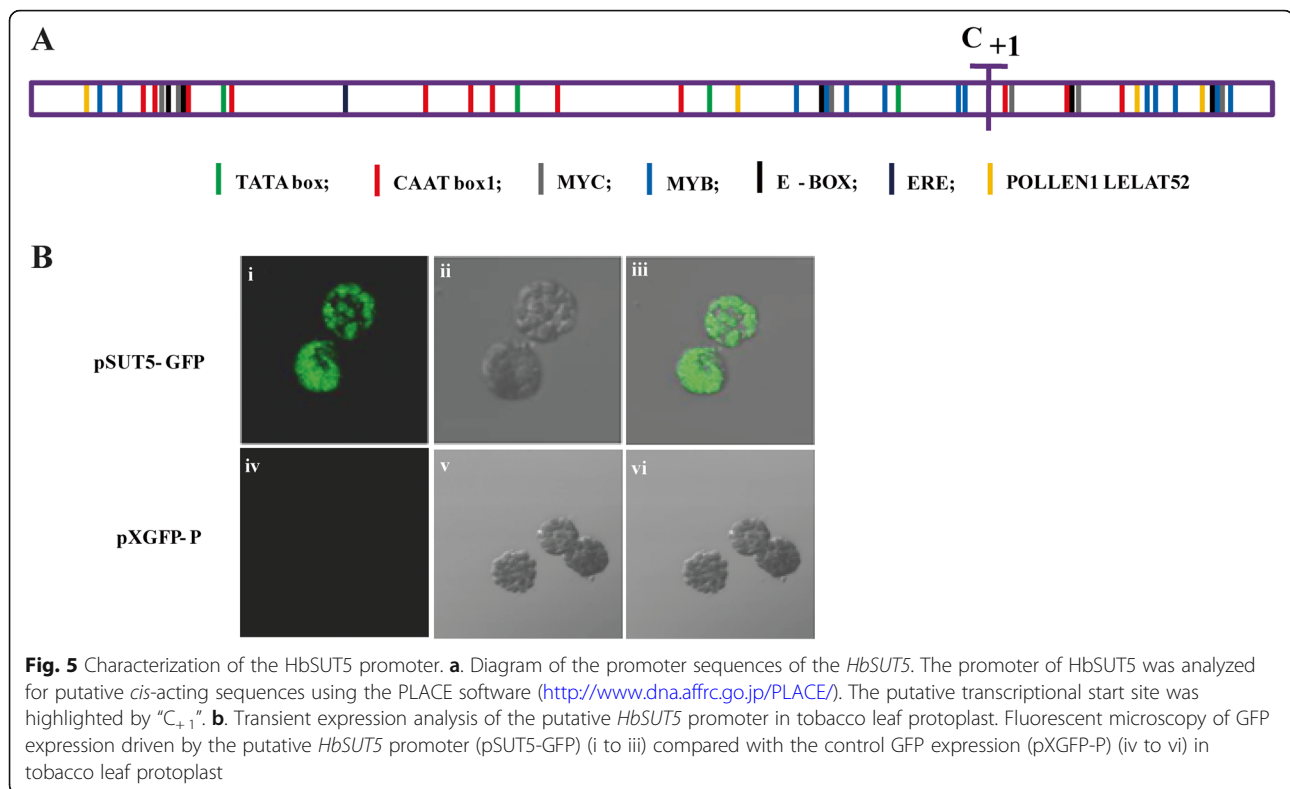 A
C +1
TATA box; CAAT box1; MYC; MYB; E - BOX; ERE; POLLEN1 LELAT52
B
i ii iii
pSUT5- GFP
iv v vi
pXGFP- P
Fig. 5 Characterization of the HbSUT5 promoter. a. Diagram of the promoter sequences of the HbSUT5. The promoter of HbSUT5 was analyzed
for putative cis-acting sequences using the PLACE software (http://www.dna.affrc.go.jp/PLACE/). The putative transcriptional start site was
highlighted by “C+ 1”. b. Transient expression analysis of the putative HbSUT5 promoter in tobacco leaf protoplast. Fluorescent microscopy of GFP
expression driven by the putative HbSUT5 promoter (pSUT5-GFP) (i to iii) compared with the control GFP expression (pXGFP-P) (iv to vi) in
tobacco leaf protoplast